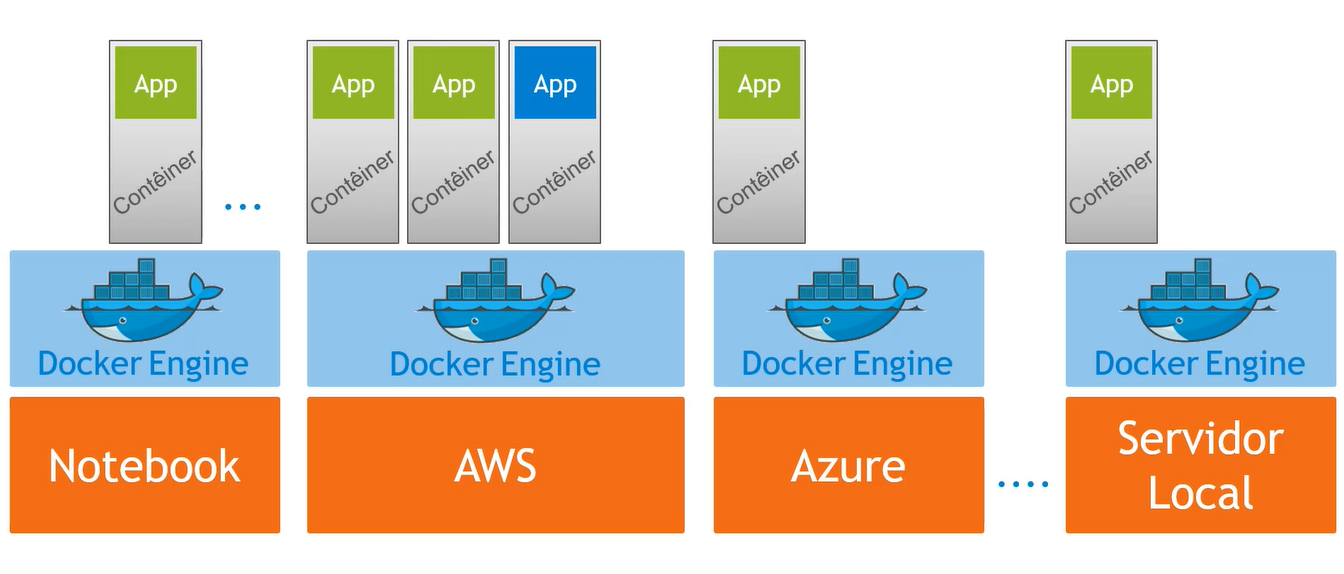 App
App
App
App
App
App
Contêiner
Contêiner
Contêiner
Contêiner
Contêiner
Contêiner
...
Docker Engine
Docker Engine
Docker Engine
Docker Engine
Notebook
AWS
Azure
....
Servidor
Local